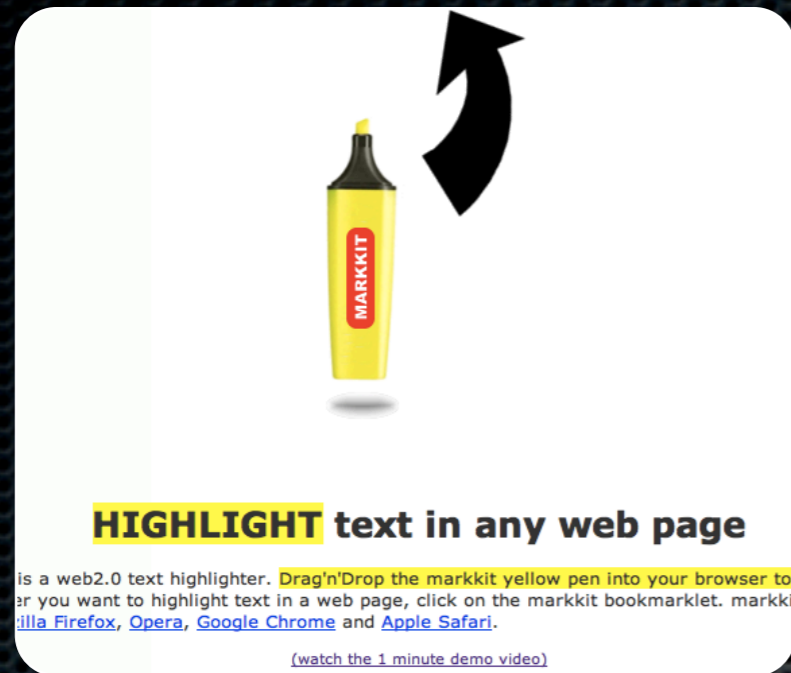 MARKKIT
HIGHLIGHT text in any web page
is a web2.0 text highlighter. Drag'n'Drop the markkit yellow pen into your browser to
er you want to highlight text in a web page, click on the markkit bookmarklet. markki
illa Firefox, Opera, Google Chrome and Apple Safari.
(watch the 1 minute demo video)